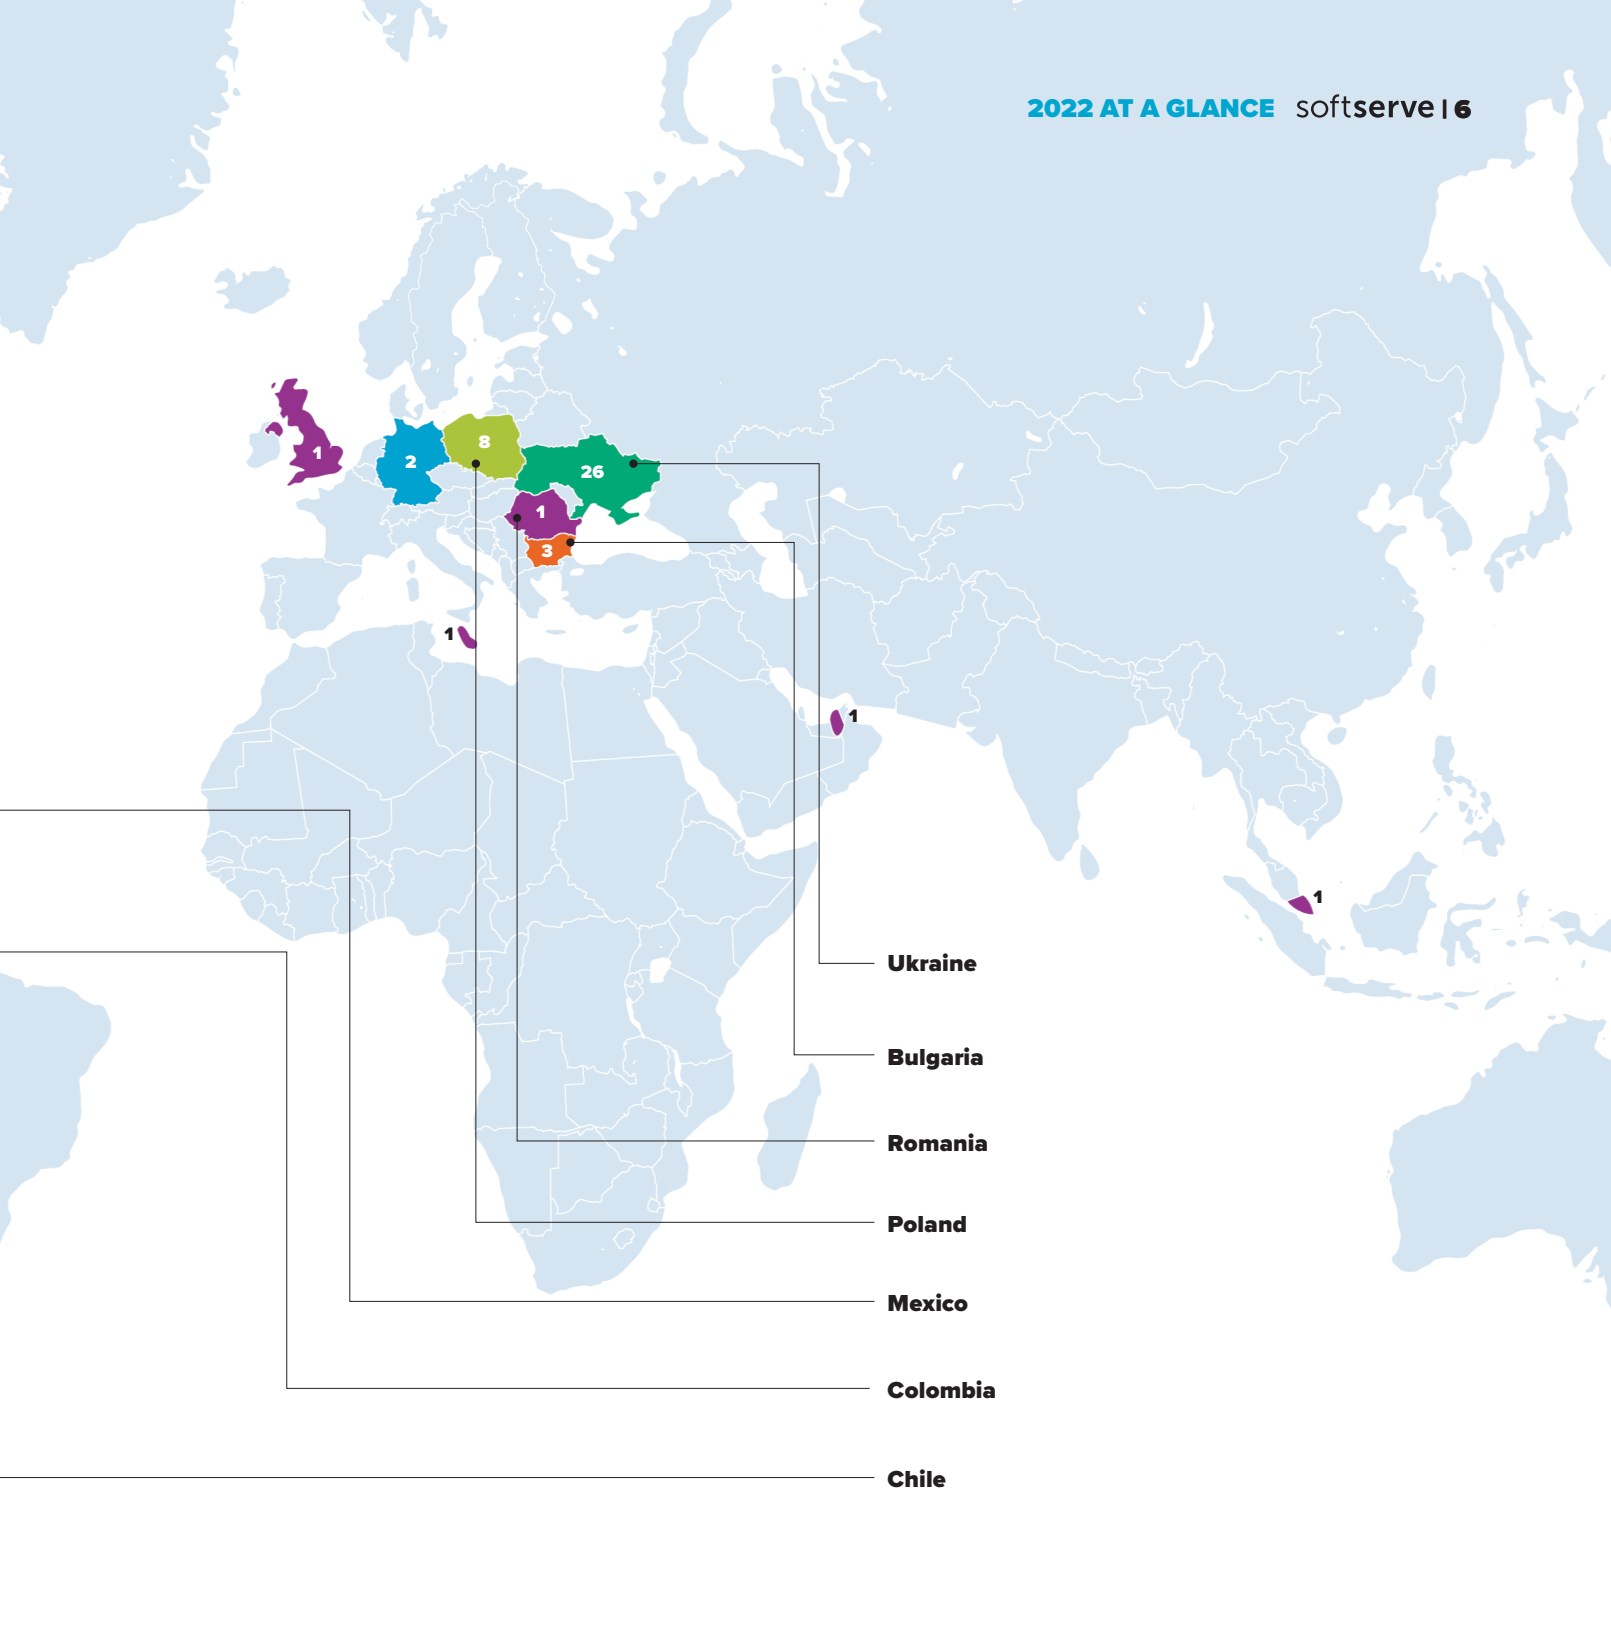 2022 AT A GLANCE softserve | 6
1
2
8
26
1
3
1
1
1
Ukraine
Bulgaria
Romania
Poland
Mexico
Colombia
Chile